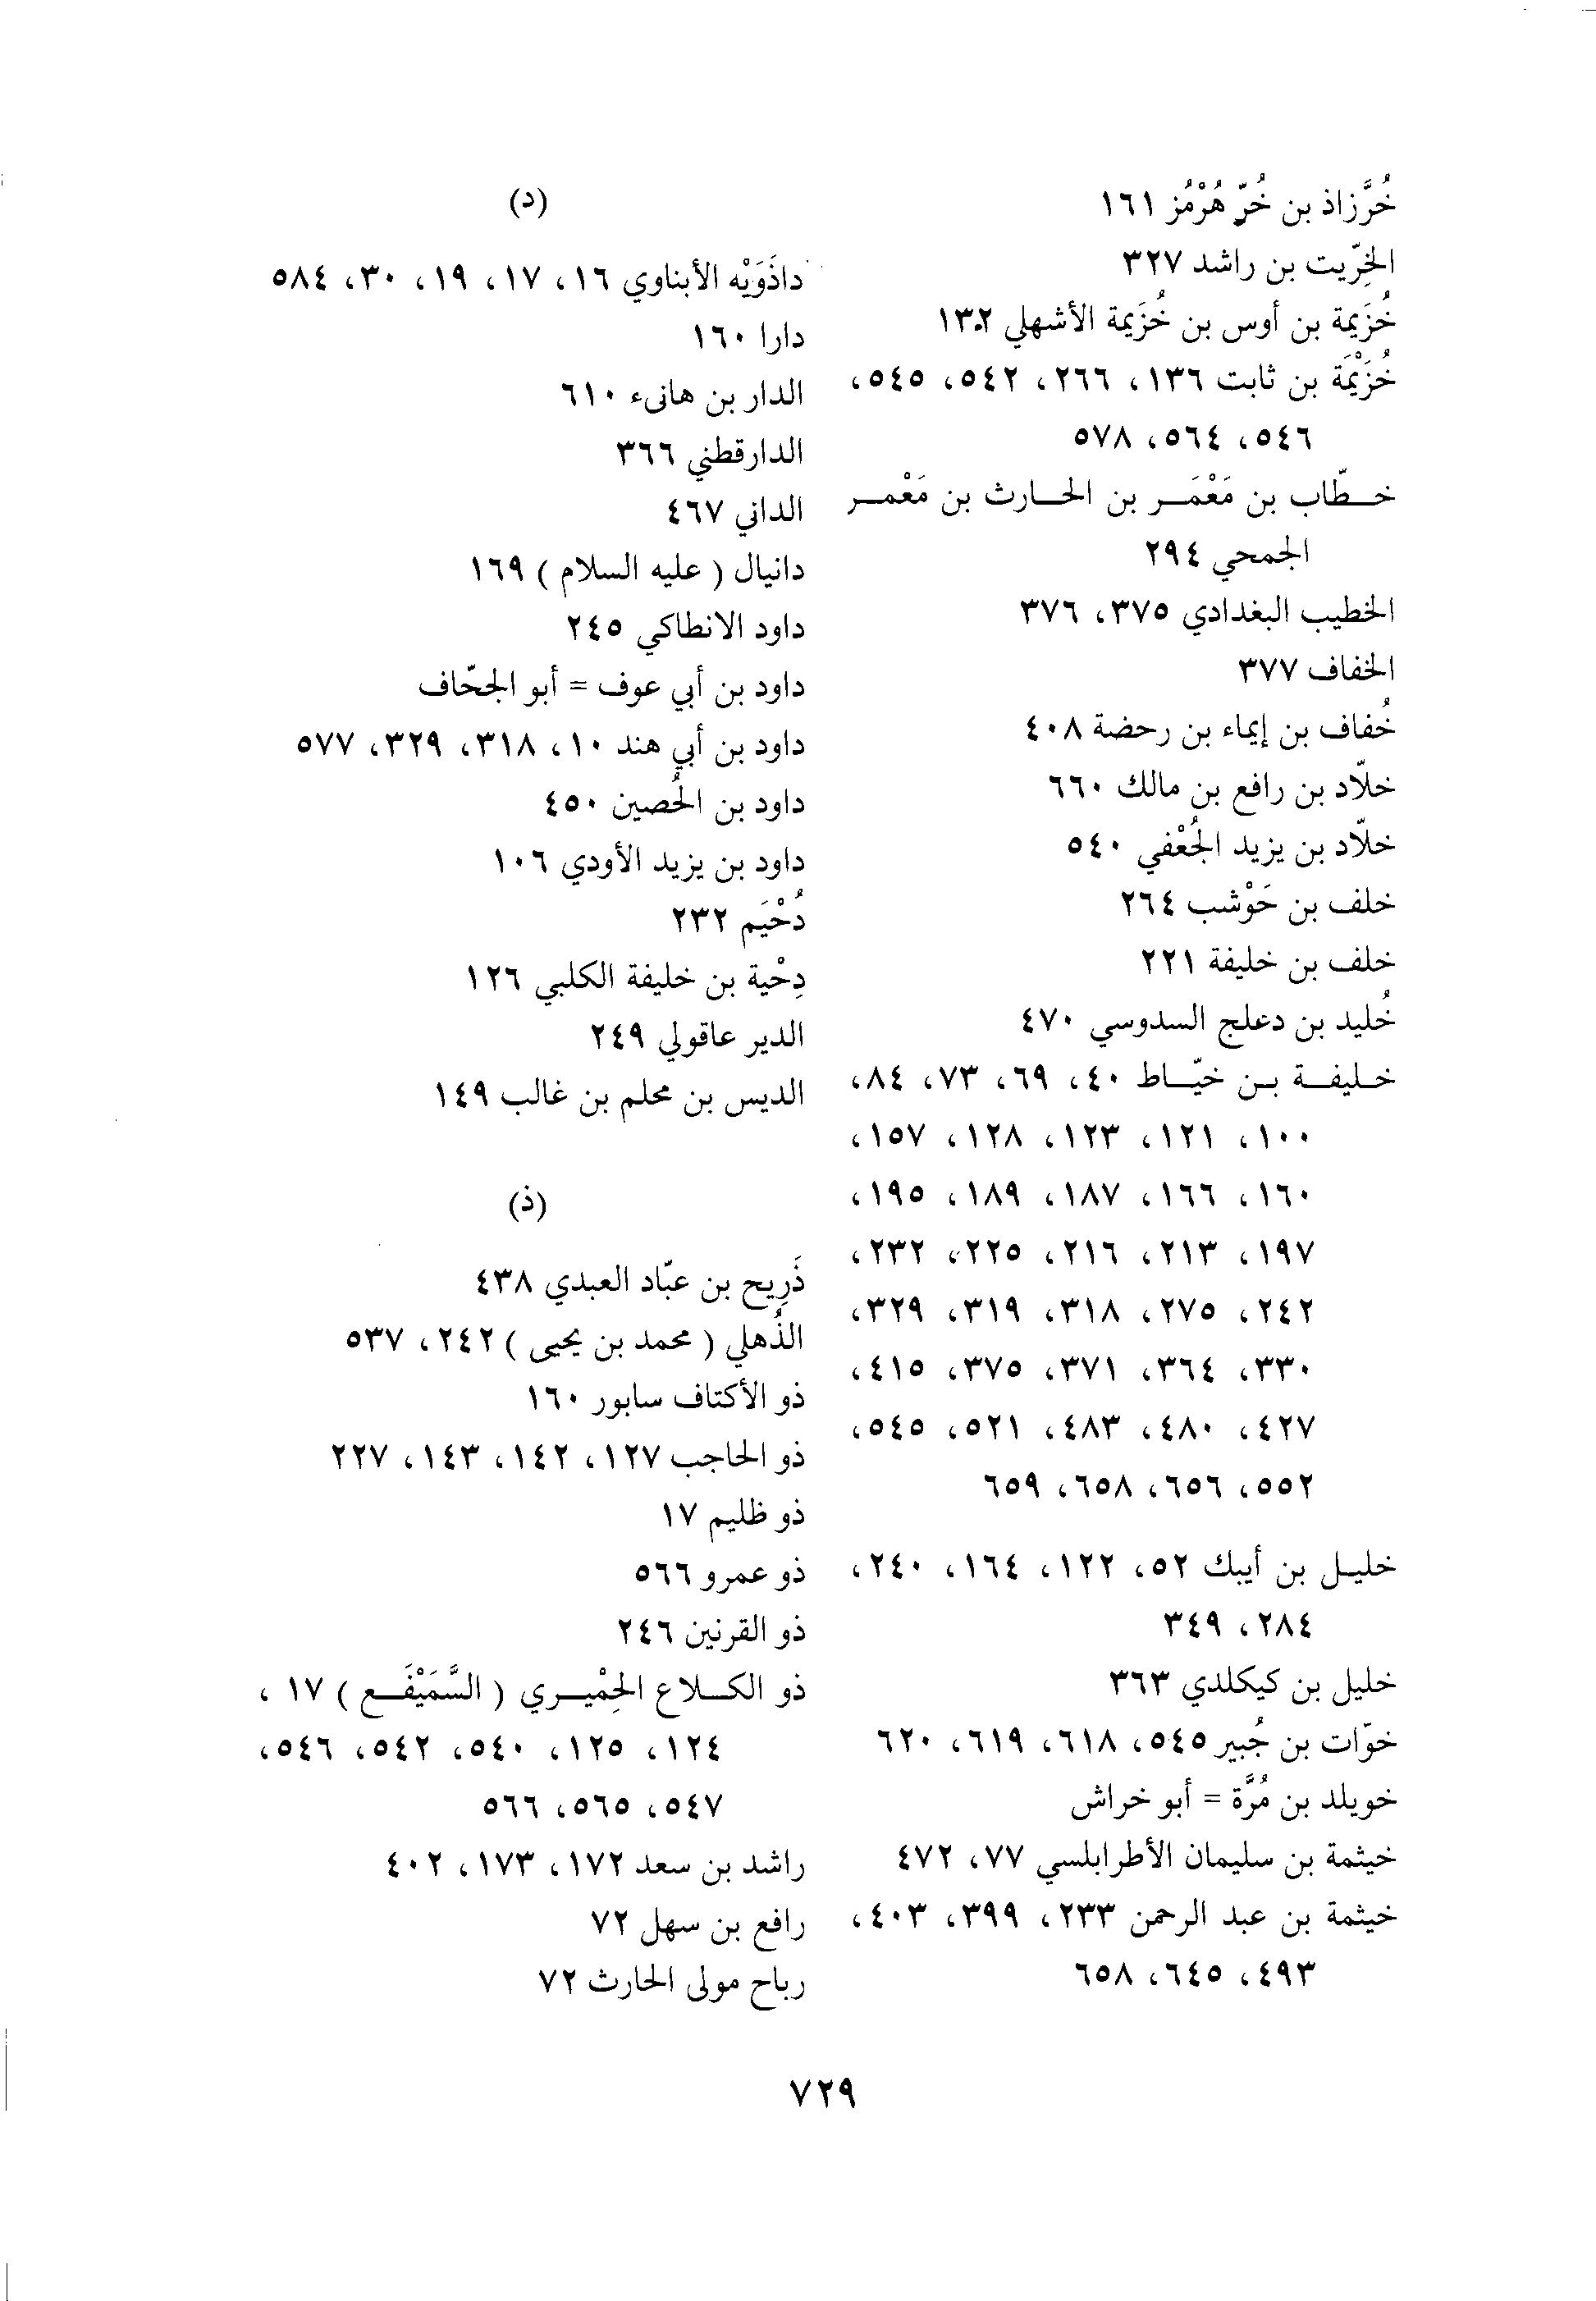 خُرَّزاذ بن خُرّ هُرْمُز ١٦١
الخِرّيت بن راشد ٣٢٧
خُزَيمة بن أوس بن خُزَيمة الأشهلي ١٣٢
خُزَيْمَة بن ثابت ١٣٦، ٢٦٦، ٥٤٢، ٥٤٥،
٥٤٦، ٥٦٤، ٥٧٨
خطّاب بن مَعْمَر بن الحارث بن مَعْمر
الجمحي ٢٩٤
الخطيب البغدادي ٣٧٥، ٣٧٦
الخفاف ٣٧٧
خُفاف بن إيماء بن رحضة ٤٠٨
خلّاد بن رافع بن مالك ٦٦٠
خلّاد بن يزيد الجُعْفي ٥٤٠
خلف بن حَوْشب ٢٦٤
خلف بن خليفة ٢٢١
خُليد بن دعلج السدوسي ٤٧٠
خليفة بن خيّاط ٤٠، ٦٩، ٧٣، ٨٤،
١٠٠، ١٢١، ١٢٣، ١٢٨، ١٥٧،
١٦٠، ١٦٦، ١٨٧، ١٨٩، ١٩٥،
١٩٧، ٢١٣، ٢١٦، ٢٢٥، ٢٣٢،
٢٤٢، ٢٧٥، ٣١٨، ٣١٩، ٣٢٩،
٣٣٠، ٣٦٤، ٣٧١، ٣٧٥، ٤١٥،
٤٢٧، ٤٨٠، ٤٨٣، ٥٢١، ٥٤٥،
٥٥٢، ٦٥٦، ٦٥٨، ٦٥٩
خليل بن أيبك ٥٢، ١٢٢، ١٦٤، ٢٤٠،
٢٨٤، ٣٤٩
خليل بن كيكلدي ٣٦٣
خوّات بن جُبير ٥٤٥، ٦١٨، ٦١٩، ٦٢٠
خويلد بن مُرَّة = أبو خراش
خيثمة بن سليمان الأطرابلسي ٧٧، ٤٧٢
خيثمة بن عبد الرحمن ٢٣٣، ٣٩٩، ٤٠٣،
٤٩٣، ٦٤٥، ٦٥٨
(د)
داذَوَيْه الأبناوي ١٦، ١٧، ١٩، ٣٠، ٥٨٤
دارا ١٦٠
الدار بن هانىء ٦١٠
الدارقطني ٣٦٦
الداني ٤٦٧
دانيال ( عليه السلام ) ١٦٩
داود الانطاكي ٢٤٥
داود بن أبي عوف = أبو الجحّاف
داود بن أبي هند ١٠، ٣١٨، ٣٢٩، ٥٧٧
داود بن الحُصين ٤٥٠
داود بن يزيد الأودي ١٠٦
دُحْيَم ٢٣٢
دِحْية بن خليفة الكلبي ١٢٦
الدير عاقولي ٢٤٩
الديس بن محلم بن غالب ١٤٩
(ذ)
ذَرِيح بن عبّاد العبدي ٤٣٨
الذُهلي ( محمد بن يحيى ) ٢٤٢، ٥٣٧
ذو الأكتاف سابور ١٦٠
ذو الحاجب ١٢٧، ١٤٢، ١٤٣، ٢٢٧
ذو ظليم ١٧
ذو عمرو ٥٦٦
ذو القرنين ٢٤٦
ذو الكلاع الحِمْيري ( السَّمَيْفَع ) ١٧ ،
١٢٤، ١٢٥، ٥٤٠، ٥٤٢، ٥٤٦،
٥٤٧، ٥٦٥، ٥٦٦
راشد بن سعد ١٧٢، ١٧٣، ٤٠٢
رافع بن سهل ٧٢
رباح مولى الحارث ٧٢
٧٢٩